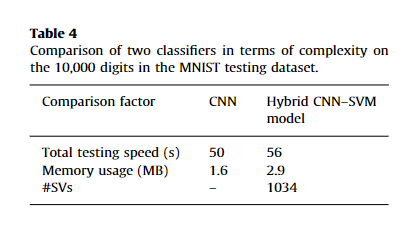 Table 4
Comparison of two classifiers in terms of complexity on
the 10,000 digits in the MNIST testing dataset.
Comparison factor CNN Hybrid CNN–SVM
model
Total testing speed (s) 50 56
Memory usage (MB) 1.6 2.9
#SVs – 1034